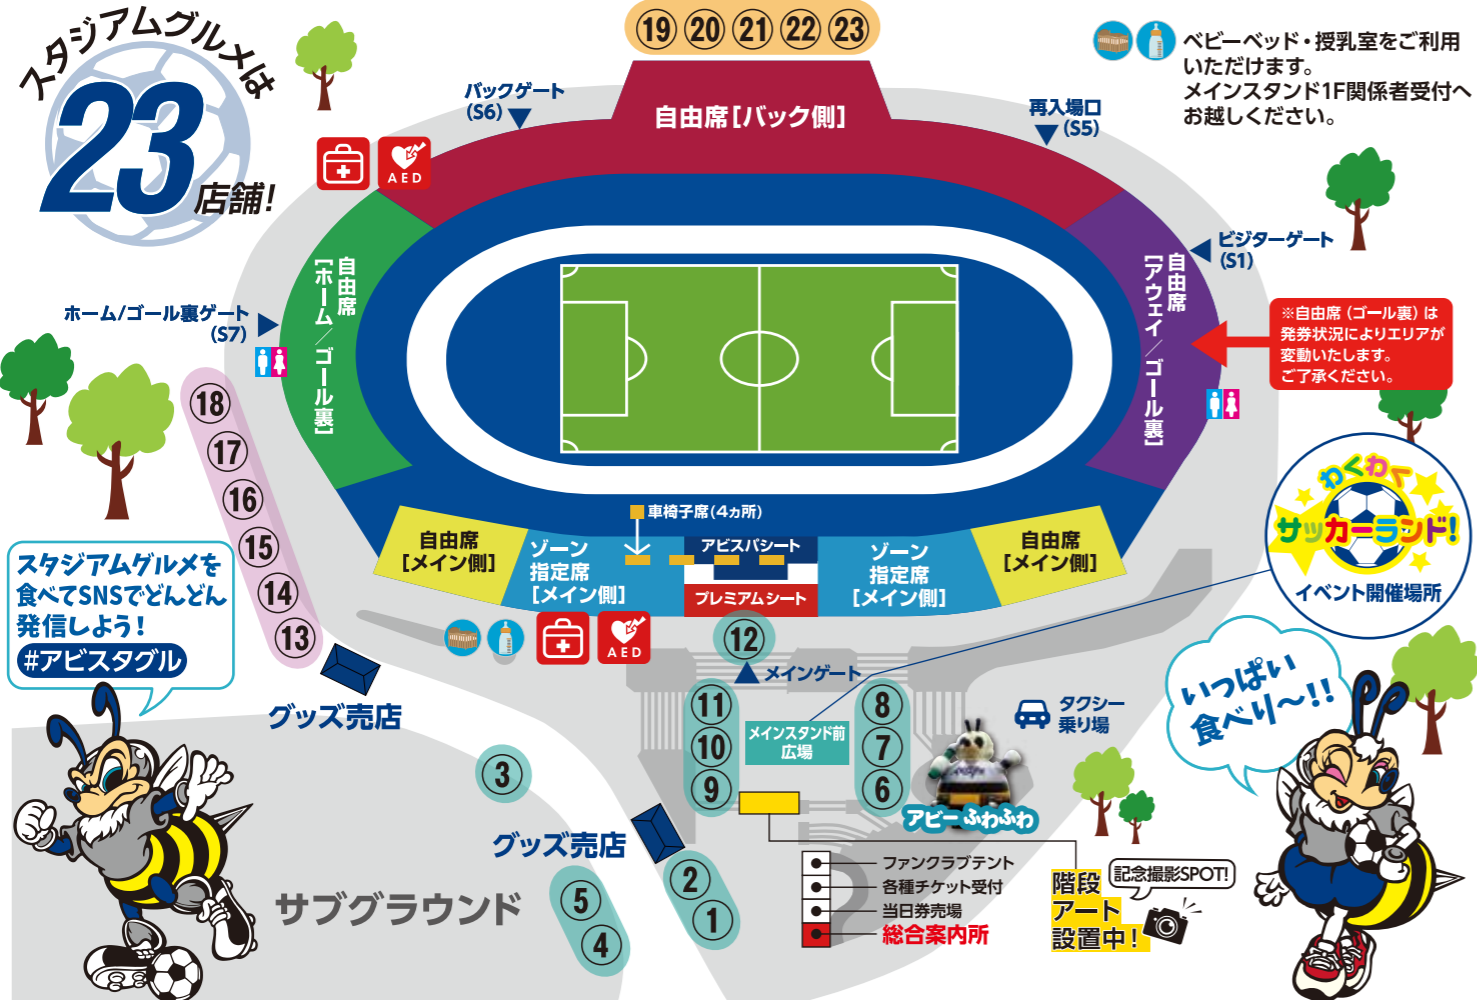 スタジアムグルメは
23
店舗!
⑲ ⑳ ㉑ ㉒ ㉓
ベビーベッド・授乳室をご利用
いただけます。
メインスタンド1F関係者受付へ
お越しください。
バックゲート
(S6)
自由席[バック側]
再入場口
(S5)
AED
ビジターゲート
(S1)
自由席
[ホーム/ゴール裏]
自由席
[アウェイ/ゴール裏]
ホーム/ゴール裏ゲート
(S7)
※自由席(ゴール裏)は
発券状況によりエリアが
変動いたします。
ご了承ください。
⑱
⑰
⑯
⑮
⑭
⑬
わくわく
サッカーランド!
イベント開催場所
車椅子席(4ヵ所)
自由席
[メイン側]
ゾーン
指定席
[メイン側]
アビスパシート
プレミアムシート
ゾーン
指定席
[メイン側]
自由席
[メイン側]
スタジアムグルメを
食べてSNSでどんどん
発信しよう!
#アビスタグル
AED
⑫
メインゲート
グッズ売店
⑪
⑩
⑨
メインスタンド前
広場
⑧
⑦
⑥
タクシー
乗り場
いっぱい
食べり〜!!
③
アビーふわふわ
グッズ売店
②
①
⑤
④
サブグラウンド
ファンクラブテント
各種チケット受付
当日券売場
総合案内所
階段
アート
設置中!
記念撮影SPOT!